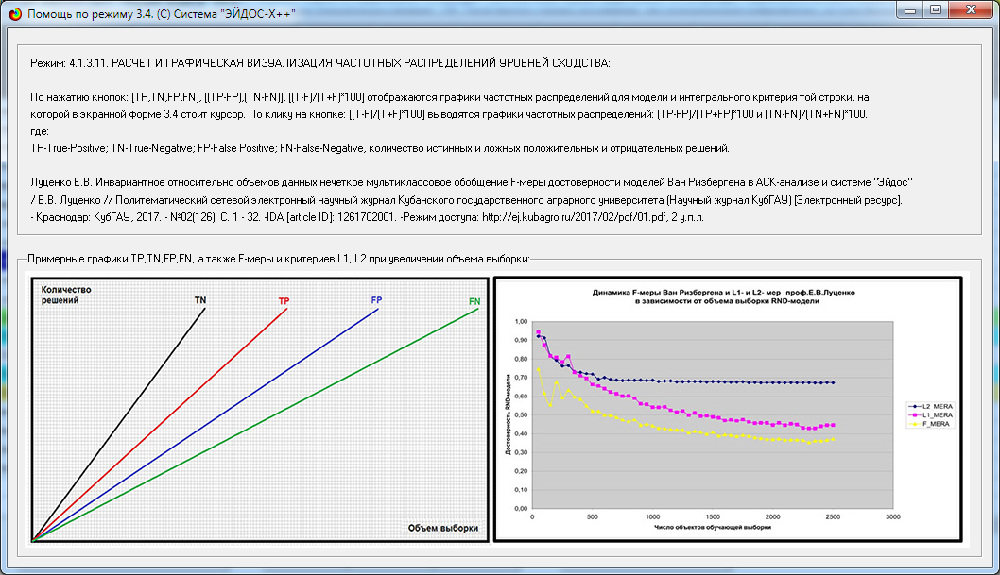 Помощь по режиму 3.4. (С) Система "ЭЙДОС-X++"
Режим: 4.1.3.11. РАСЧЕТ И ГРАФИЧЕСКАЯ ВИЗУАЛИЗАЦИЯ ЧАСТОТНЫХ РАСПРЕДЕЛЕНИЙ УРОВНЕЙ СХОДСТВА:
По нажатию кнопок: [TP,TN,FP,FN], [(TP-FP),(TN-FN)], [(T-F)/(T+F)*100] отображаются графики частотных распределений для модели и интегрального критерия той строки, на
которой в экранной форме 3.4 стоит курсор. По клику на кнопке: [(T-F)/(T+F)*100] выводятся графики частотных распределений: (TP-FP)/(TP+FP)*100 и (TN-FN)/(TN+FN)*100.
где:
TP-True-Positive; TN-True-Negative; FP-False Positive; FN-False-Negative, количество истинных и ложных положительных и отрицательных решений.
Луценко Е.В. Инвариантное относительно объемов данных нечеткое мультиклассовое обобщение F-меры достоверности моделей Ван Ризбергена в АСК-анализе и системе "Эйдос"
/ Е.В. Луценко // Политематический сетевой электронный научный журнал Кубанского государственного аграрного университета (Научный журнал КубГАУ) [Электронный ресурс].
- Краснодар: КубГАУ, 2017. - №02(126). С. 1 - 32. -IDA [article ID]: 1261702001. -Режим доступа: http://ej.kubagro.ru/2017/02/pdf/01.pdf, 2 у.п.л.
Примерные графики TP,TN,FP,FN, а также F-меры и критериев L1, L2 при увеличении объема выборки:
Количество
решений
TN
TP
FP
FN
Объем выборки
Динамика F-меры Ван Ризбергена и L1- и L2- мер проф.Е.В.Луценко
в зависимости от объема выборки RND-модели
Достоверность RND-модели
1,00
0,90
0,80
0,70
0,60
0,50
0,40
0,30
0,20
0,10
0,00
0
500
1000
1500
2000
2500
3000
Число объектов обучающей выборки
L2_MERA
L1_MERA
F_MERA